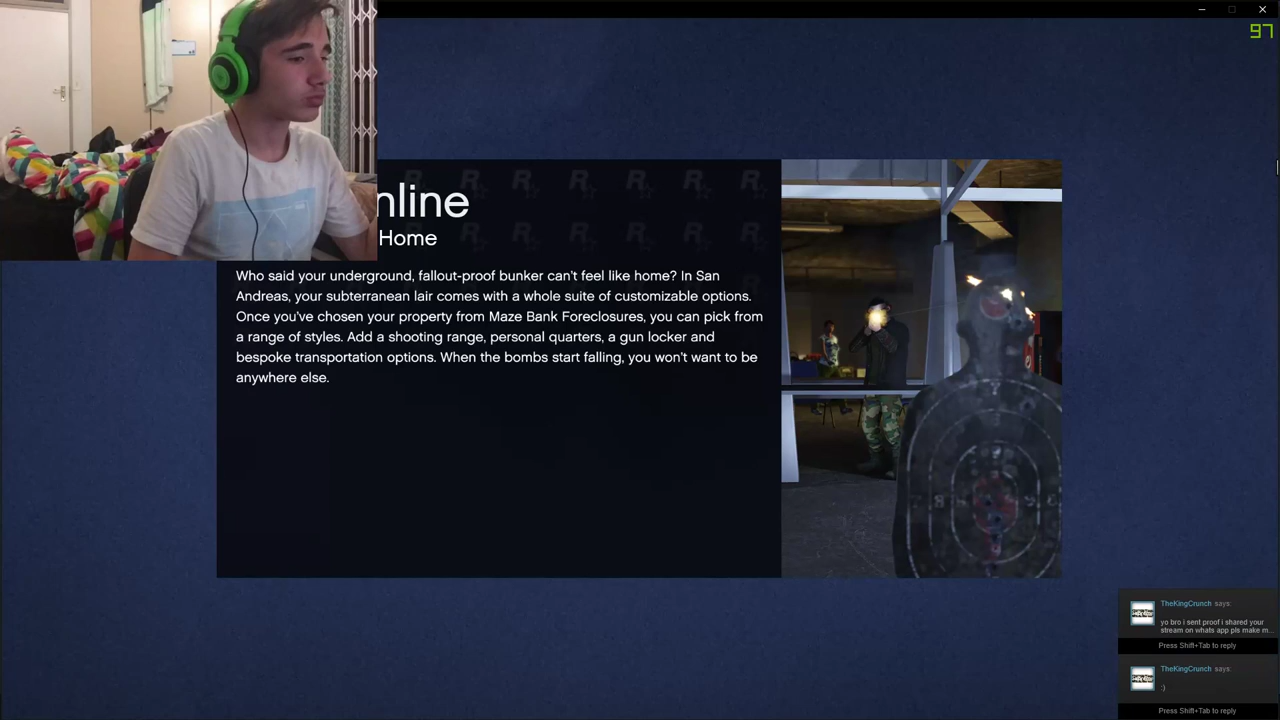 97
nline
Home
Who said your underground, fallout-proof bunker can't feel like home? In San
Andreas, your subterranean lair comes with a whole suite of customizable options.
Once you've chosen your property from Maze Bank Foreclosures, you can pick from
a range of styles. Add a shooting range, personal quarters, a gun locker and
bespoke transportation options. When the bombs start falling, you won't want to be
anywhere else.
TheKingCrunch says:
yo bro i sent proof i shared your
stream on whats app pls make m...
Press Shift+Tab to reply
TheKingCrunch says:
:)
Press Shift+Tab to reply